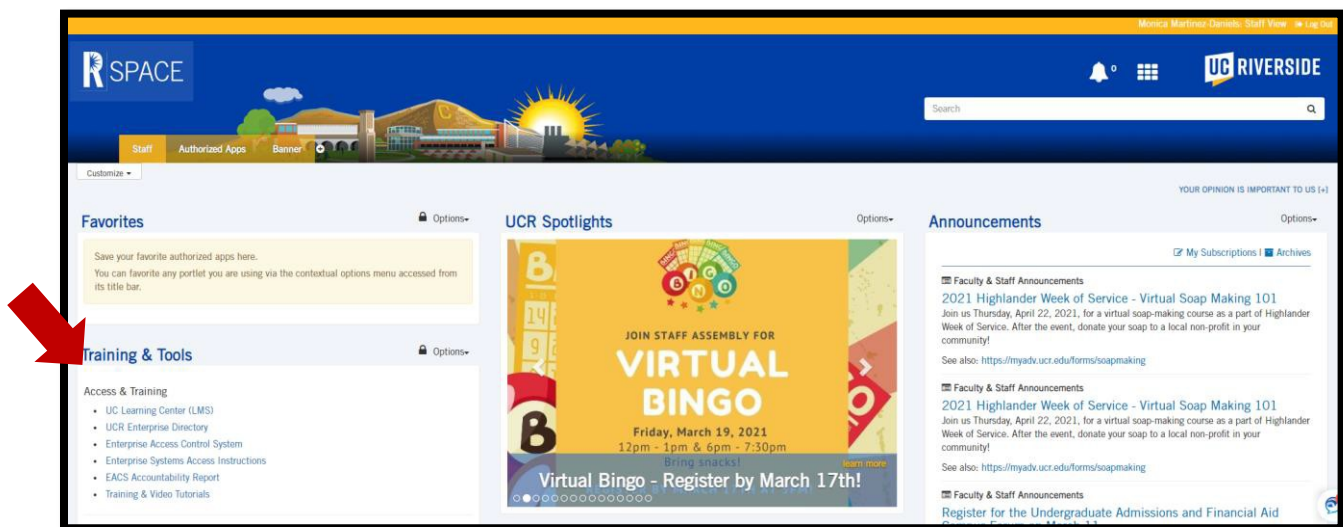 Monica Martinez-Daniels: Staff View Log Out
R SPACE
0
UC RIVERSIDE
Search
Staff Authorized Apps Banner
Customize
YOUR OPINION IS IMPORTANT TO US [+]
Favorites Options
Save your favorite authorized apps here.
You can favorite any portlet you are using via the contextual options menu accessed from
its title bar.
Training & Tools Options
Access & Training
• UC Learning Center (LMS)
• UCR Enterprise Directory
• Enterprise Access Control System
• Enterprise Systems Access Instructions
• EACS Accountability Report
• Training & Video Tutorials
UCR Spotlights Options
B
14
9
B
BINGO
JOIN STAFF ASSEMBLY FOR
VIRTUAL
BINGO
Friday, March 19, 2021
12pm - 1pm & 6pm - 7:30pm
Bring snacks!
learn more
Virtual Bingo - Register by March 17th!
Announcements Options
My Subscriptions | Archives
Faculty & Staff Announcements
2021 Highlander Week of Service - Virtual Soap Making 101
Join us Thursday, April 22, 2021, for a virtual soap-making course as a part of Highlander
Week of Service. After the event, donate your soap to a local non-profit in your
community!
See also: https://myadv.ucr.edu/forms/soapmaking
Faculty & Staff Announcements
2021 Highlander Week of Service - Virtual Soap Making 101
Join us Thursday, April 22, 2021, for a virtual soap-making course as a part of Highlander
Week of Service. After the event, donate your soap to a local non-profit in your
community!
See also: https://myadv.ucr.edu/forms/soapmaking
Faculty & Staff Announcements
Register for the Undergraduate Admissions and Financial Aid
Campus Forum on March 11